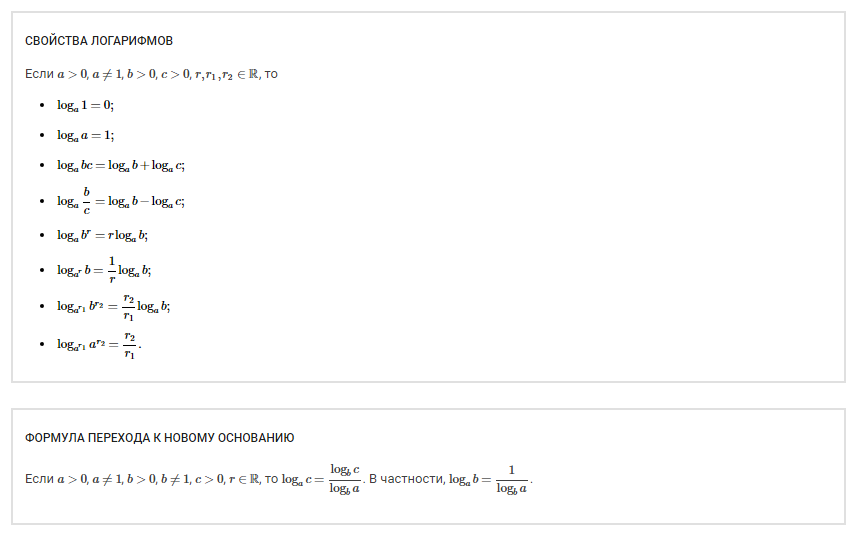 СВОЙСТВА ЛОГАРИФМОВ
Если $a > 0$, $a \neq 1$, $b > 0$, $c > 0$, $r, r_1, r_2 \in \mathbb{R}$, то
• $\log_a 1 = 0$;
• $\log_a a = 1$;
• $\log_a bc = \log_a b + \log_a c$;
• $\log_a \frac{b}{c} = \log_a b - \log_a c$;
• $\log_a b^r = r \log_a b$;
• $\log_{a^r} b = \frac{1}{r} \log_a b$;
• $\log_{a^{r_1}} b^{r_2} = \frac{r_2}{r_1} \log_a b$;
• $\log_{a^{r_1}} a^{r_2} = \frac{r_2}{r_1}$.
ФОРМУЛА ПЕРЕХОДА К НОВОМУ ОСНОВАНИЮ
Если $a > 0$, $a \neq 1$, $b > 0$, $b \neq 1$, $c > 0$, $r \in \mathbb{R}$, то $\log_a c = \frac{\log_b c}{\log_b a}$. В частности, $\log_a b = \frac{1}{\log_b a}$.